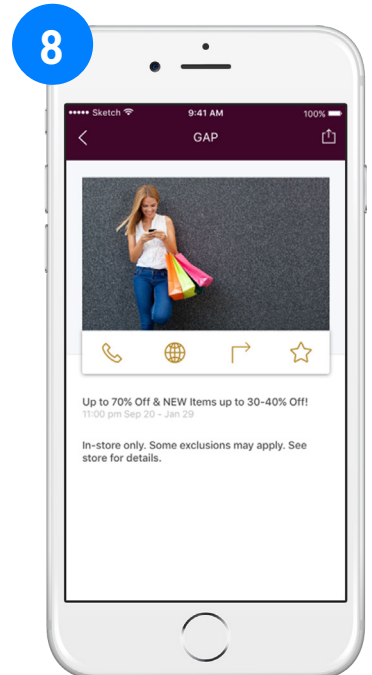 8
Sketch 9:41 AM 100%
GAP
Up to 70% Off & NEW Items up to 30-40% Off!
11:00 pm Sep 20 - Jan 29
In-store only. Some exclusions may apply. See
store for details.